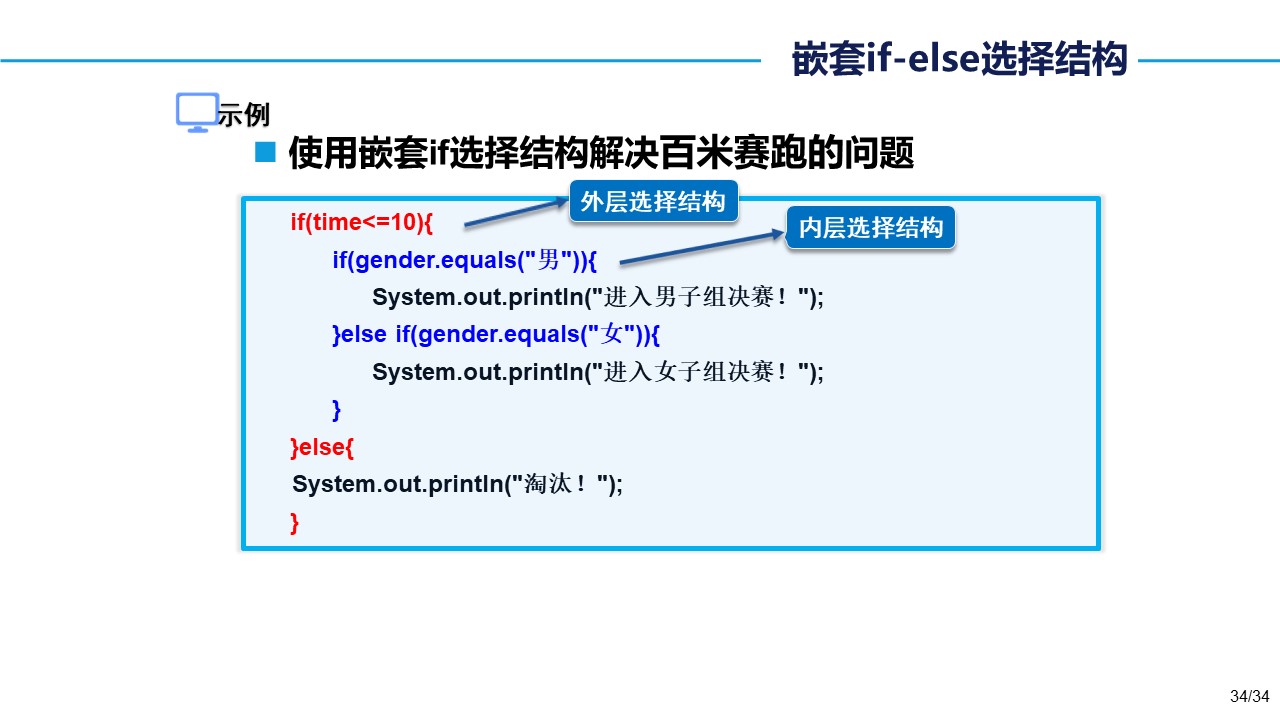 嵌套if-else选择结构
示例
使用嵌套if选择结构解决百米赛跑的问题
外层选择结构
if(time<=10){
内层选择结构
if(gender.equals("男")){
System.out.println("进入男子组决赛！");
}else if(gender.equals("女")){
System.out.println("进入女子组决赛！");
}
}else{
System.out.println("淘汰！");
}
34/34